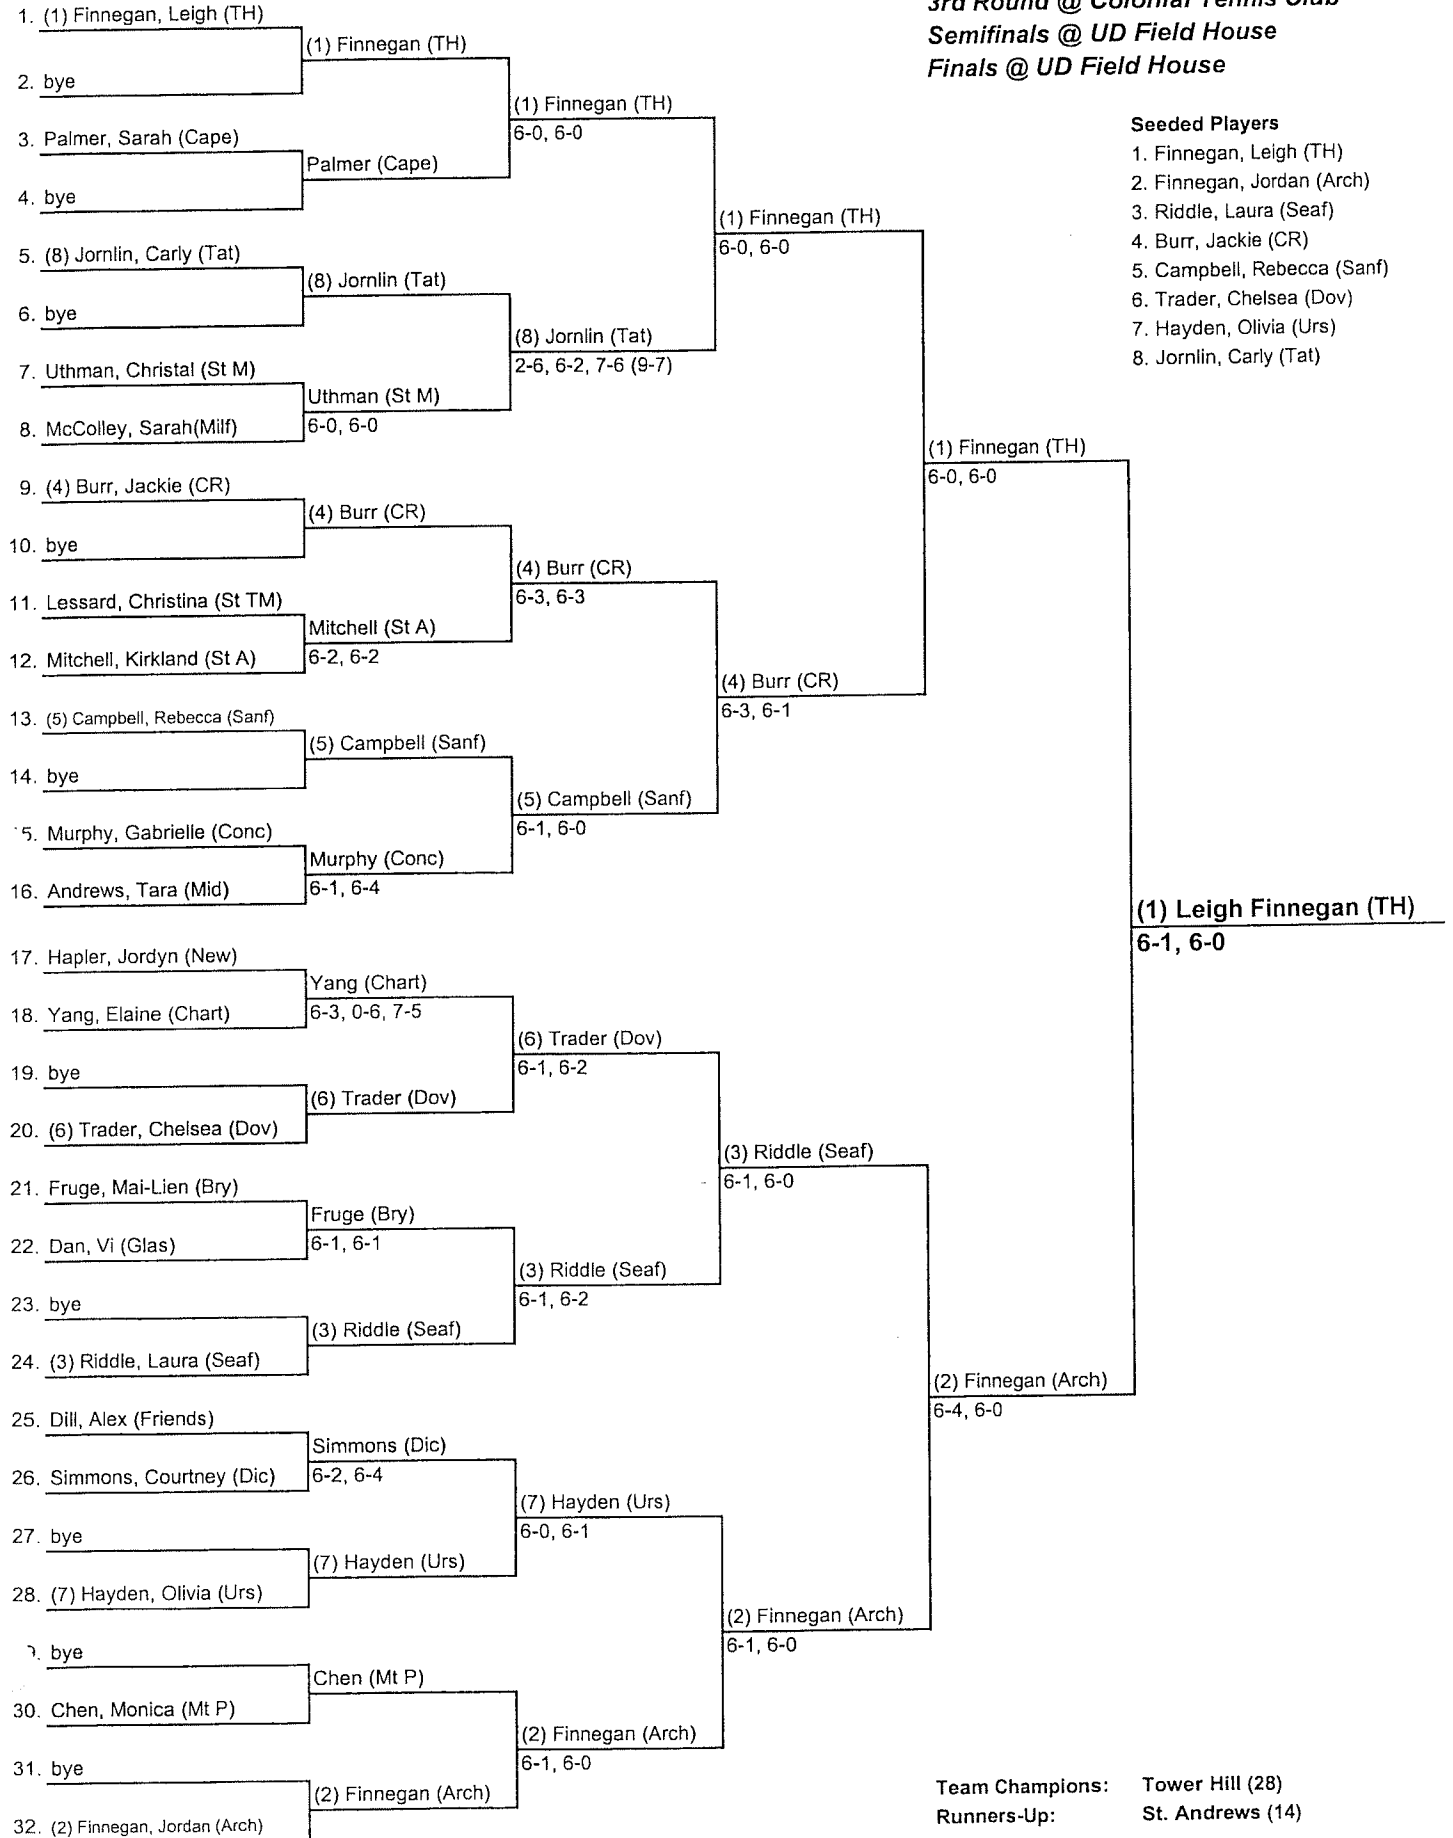 3rd Round @ Colonial Tennis Club
Semifinals @ UD Field House
Finals @ UD Field House
Seeded Players
1. Finnegan, Leigh (TH)
2. Finnegan, Jordan (Arch)
3. Riddle, Laura (Seaf)
4. Burr, Jackie (CR)
5. Campbell, Rebecca (Sanf)
6. Trader, Chelsea (Dov)
7. Hayden, Olivia (Urs)
8. Jornlin, Carly (Tat)
1. (1) Finnegan, Leigh (TH)
2. bye
3. Palmer, Sarah (Cape)
4. bye
5. (8) Jornlin, Carly (Tat)
6. bye
7. Uthman, Christal (St M)
8. McColley, Sarah(Milf)
9. (4) Burr, Jackie (CR)
10. bye
11. Lessard, Christina (St TM)
12. Mitchell, Kirkland (St A)
13. (5) Campbell, Rebecca (Sanf)
14. bye
5. Murphy, Gabrielle (Conc)
16. Andrews, Tara (Mid)
17. Hapler, Jordyn (New)
18. Yang, Elaine (Chart)
19. bye
20. (6) Trader, Chelsea (Dov)
21. Fruge, Mai-Lien (Bry)
22. Dan, Vi (Glas)
23. bye
24. (3) Riddle, Laura (Seaf)
25. Dill, Alex (Friends)
26. Simmons, Courtney (Dic)
27. bye
28. (7) Hayden, Olivia (Urs)
. bye
30. Chen, Monica (Mt P)
31. bye
32. (2) Finnegan, Jordan (Arch)
(1) Finnegan (TH)
Palmer (Cape)
(8) Jornlin (Tat)
Uthman (St M)
6-0, 6-0
(4) Burr (CR)
Mitchell (St A)
6-2, 6-2
(5) Campbell (Sanf)
Murphy (Conc)
6-1, 6-4
Yang (Chart)
6-3, 0-6, 7-5
(6) Trader (Dov)
Fruge (Bry)
6-1, 6-1
(3) Riddle (Seaf)
Simmons (Dic)
6-2, 6-4
(7) Hayden (Urs)
Chen (Mt P)
(2) Finnegan (Arch)
(1) Finnegan (TH)
6-0, 6-0
(8) Jornlin (Tat)
2-6, 6-2, 7-6 (9-7)
(4) Burr (CR)
6-3, 6-3
(5) Campbell (Sanf)
6-1, 6-0
(6) Trader (Dov)
6-1, 6-2
(3) Riddle (Seaf)
6-1, 6-2
(7) Hayden (Urs)
6-0, 6-1
(2) Finnegan (Arch)
6-1, 6-0
(1) Finnegan (TH)
6-0, 6-0
(4) Burr (CR)
6-3, 6-1
(3) Riddle (Seaf)
6-1, 6-0
(2) Finnegan (Arch)
6-1, 6-0
(1) Finnegan (TH)
6-0, 6-0
(2) Finnegan (Arch)
6-4, 6-0
(1) Leigh Finnegan (TH)
6-1, 6-0
Team Champions: Tower Hill (28)
Runners-Up: St. Andrews (14)